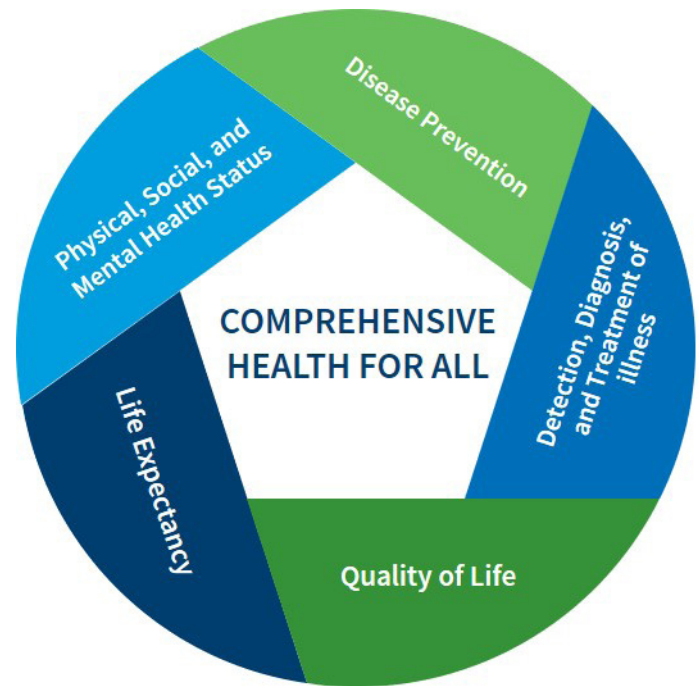 Disease Prevention
Physical, Social, and
Mental Health Status
COMPREHENSIVE
HEALTH FOR ALL
Detection, Diagnosis,
and Treatment of
illness
Life Expectancy
Quality of Life